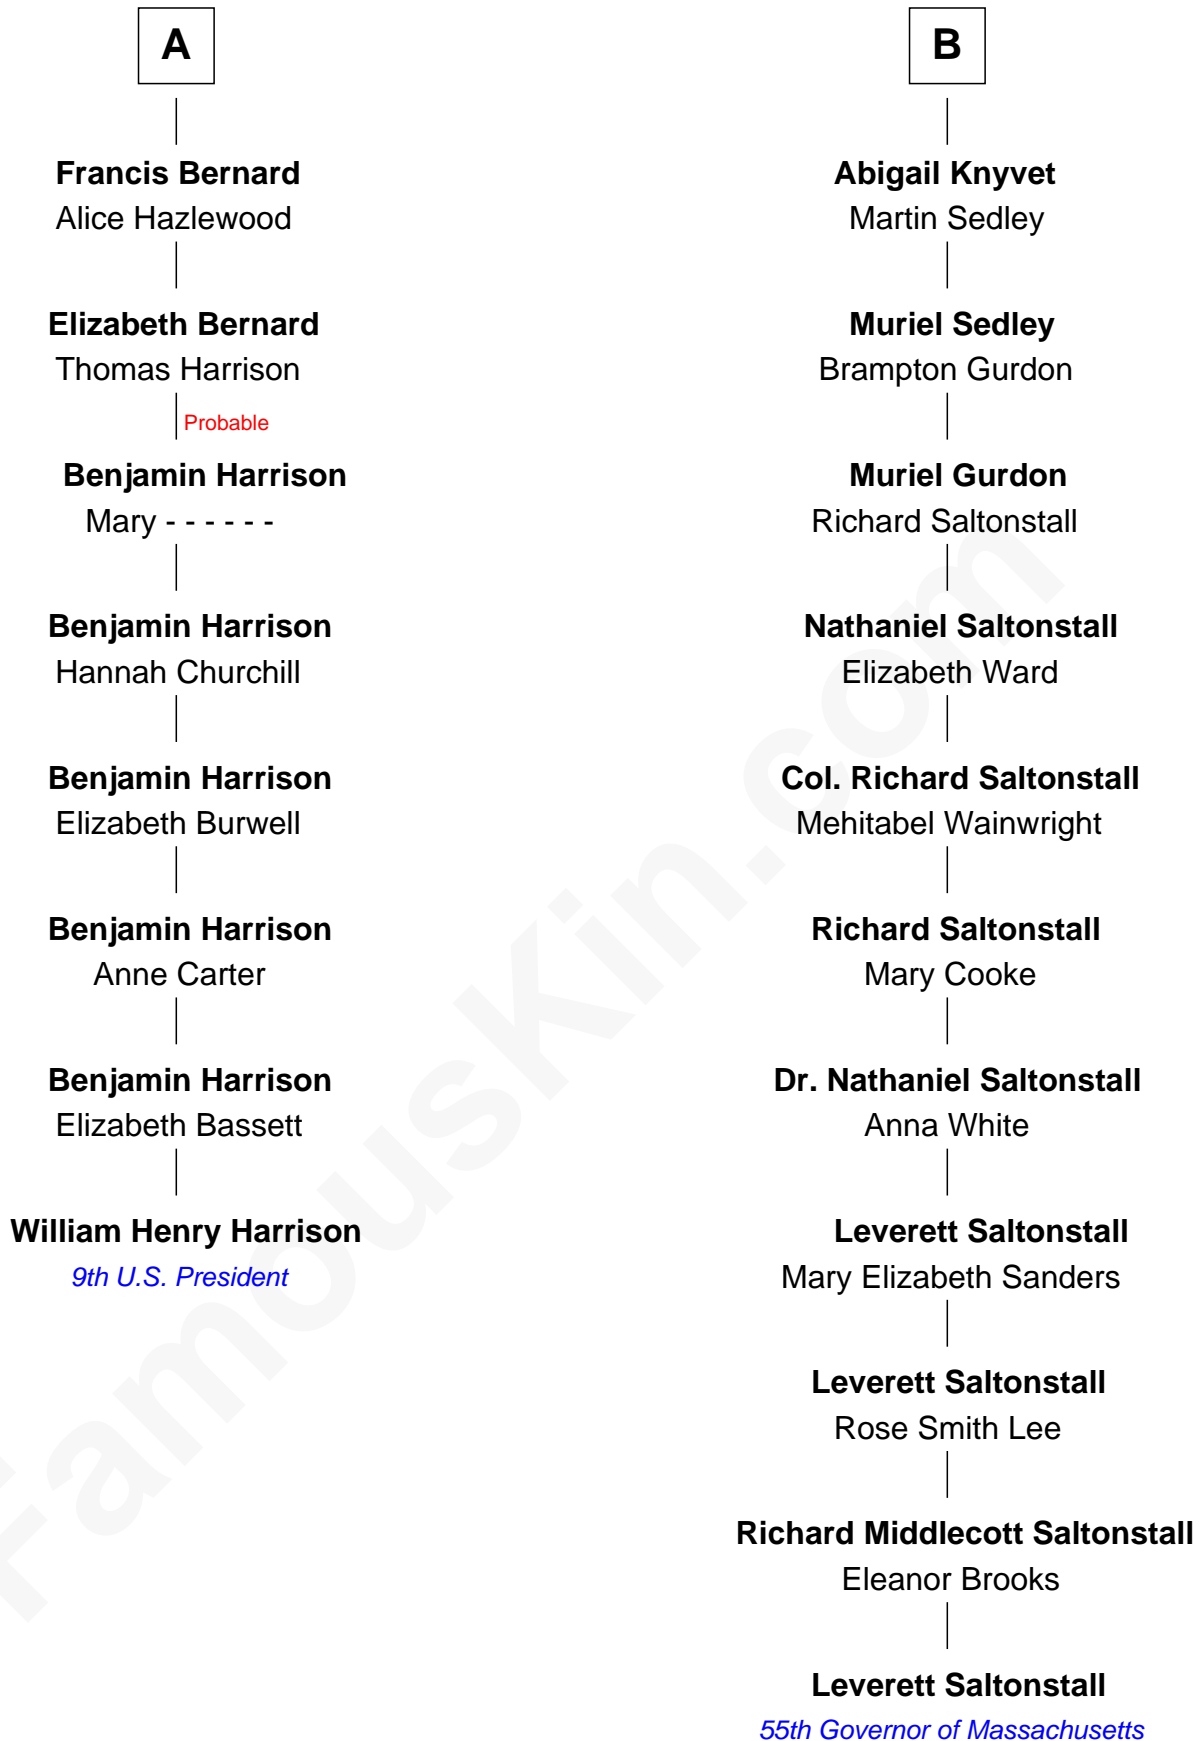 A
Francis Bernard
Alice Hazlewood
Elizabeth Bernard
Thomas Harrison
Probable
Benjamin Harrison
Mary - - - - - -
Benjamin Harrison
Hannah Churchill
Benjamin Harrison
Elizabeth Burwell
Benjamin Harrison
Anne Carter
Benjamin Harrison
Elizabeth Bassett
William Henry Harrison
9th U.S. President
B
Abigail Knyvet
Martin Sedley
Muriel Sedley
Brampton Gurdon
Muriel Gurdon
Richard Saltonstall
Nathaniel Saltonstall
Elizabeth Ward
Col. Richard Saltonstall
Mehitabel Wainwright
Richard Saltonstall
Mary Cooke
Dr. Nathaniel Saltonstall
Anna White
Leverett Saltonstall
Mary Elizabeth Sanders
Leverett Saltonstall
Rose Smith Lee
Richard Middlecott Saltonstall
Eleanor Brooks
Leverett Saltonstall
55th Governor of Massachusetts
FamousKin.com